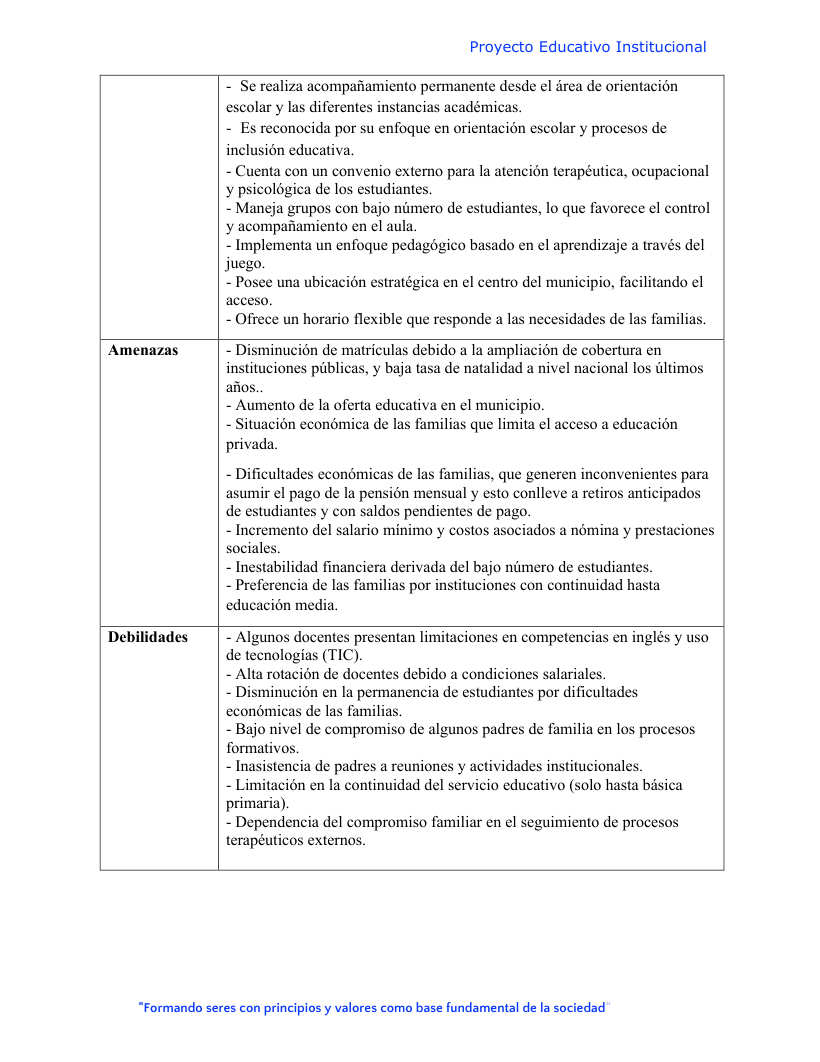 Proyecto Educativo Institucional
- Se realiza acompañamiento permanente desde el área de orientación
escolar y las diferentes instancias académicas.
- Es reconocida por su enfoque en orientación escolar y procesos de
inclusión educativa.
- Cuenta con un convenio externo para la atención terapéutica, ocupacional
y psicológica de los estudiantes.
- Maneja grupos con bajo número de estudiantes, lo que favorece el control
y acompañamiento en el aula.
- Implementa un enfoque pedagógico basado en el aprendizaje a través del
juego.
- Posee una ubicación estratégica en el centro del municipio, facilitando el
acceso.
- Ofrece un horario flexible que responde a las necesidades de las familias.
Amenazas
- Disminución de matrículas debido a la ampliación de cobertura en
instituciones públicas, y baja tasa de natalidad a nivel nacional los últimos
años..
- Aumento de la oferta educativa en el municipio.
- Situación económica de las familias que limita el acceso a educación
privada.
- Dificultades económicas de las familias, que generen inconvenientes para
asumir el pago de la pensión mensual y esto conlleve a retiros anticipados
de estudiantes y con saldos pendientes de pago.
- Incremento del salario mínimo y costos asociados a nómina y prestaciones
sociales.
- Inestabilidad financiera derivada del bajo número de estudiantes.
- Preferencia de las familias por instituciones con continuidad hasta
educación media.
Debilidades
- Algunos docentes presentan limitaciones en competencias en inglés y uso
de tecnologías (TIC).
- Alta rotación de docentes debido a condiciones salariales.
- Disminución en la permanencia de estudiantes por dificultades
económicas de las familias.
- Bajo nivel de compromiso de algunos padres de familia en los procesos
formativos.
- Inasistencia de padres a reuniones y actividades institucionales.
- Limitación en la continuidad del servicio educativo (solo hasta básica
primaria).
- Dependencia del compromiso familiar en el seguimiento de procesos
terapéuticos externos.
"Formando seres con principios y valores como base fundamental de la sociedad"